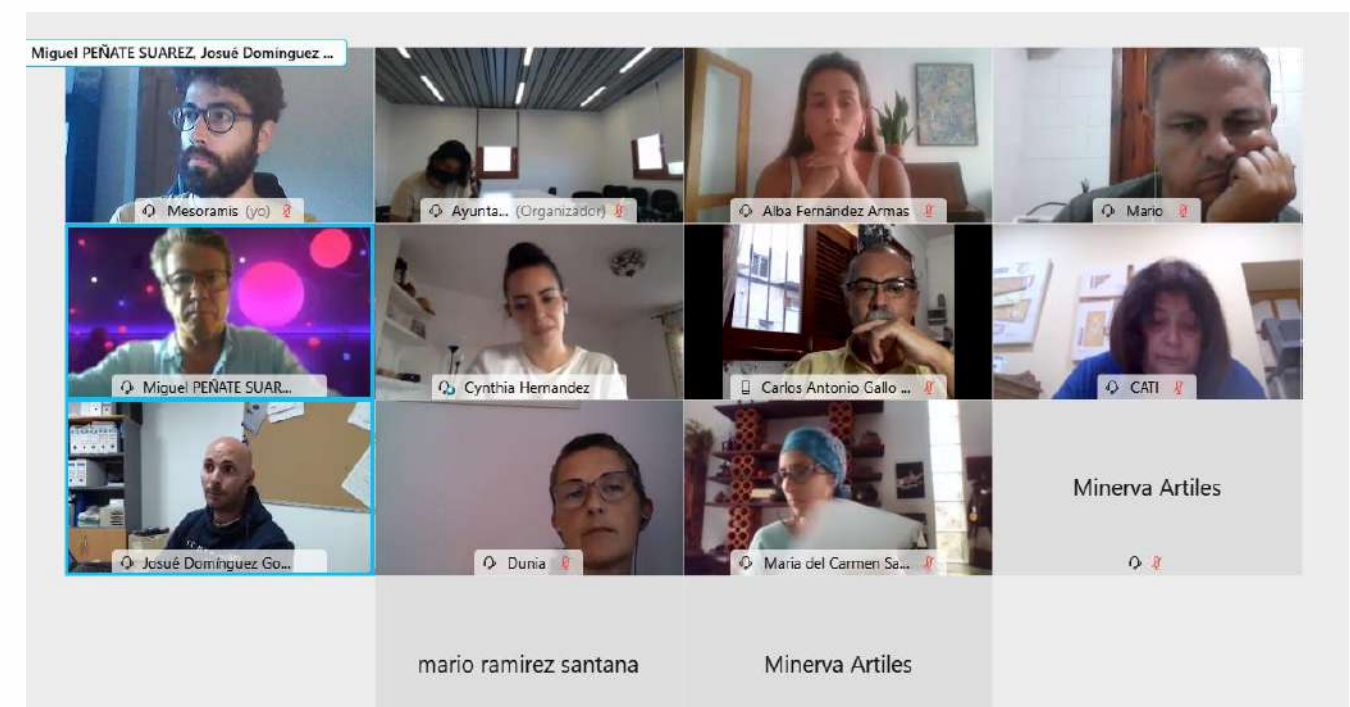 Miguel PEÑATE SUAREZ, Josué Domínguez ...
Mesoramis (yo)
Ayunta... (Organizador)
Alba Fernández Armas
Mario
Miguel PEÑATE SUAR...
Cynthia Hernandez
Carlos Antonio Gallo ...
CATI
Josué Domínguez Go...
Dunia
Maria del Carmen Sa...
Minerva Artiles
mario ramirez santana
Minerva Artiles